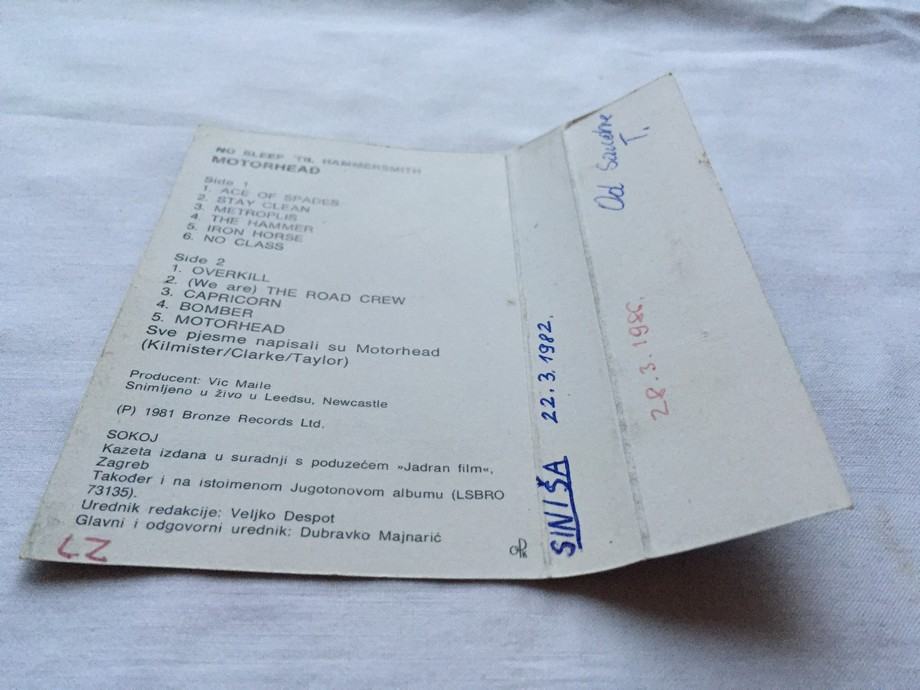 NO SLEEP 'TIL HAMMERSMITH
MOTORHEAD
Side 1
1. ACE OF SPADES
2. STAY CLEAN
3. METROPLIS
4. THE HAMMER
5. IRON HORSE
6. NO CLASS
Side 2
1. OVERKILL
2. (We are) THE ROAD CREW
3. CAPRICORN
4. BOMBER
5. MOTORHEAD
Sve pjesme napisali su Motorhead
(Kilmister/Clarke/Taylor)
Producent: Vic Maile
Snimljeno u živo u Leedsu, Newcastle
(P) 1981 Bronze Records Ltd.
SOKOJ
Kazeta izdana u suradnji s poduzećem »Jadran film«,
Zagreb
Također i na istoimenom Jugotonovom albumu (LSBRO
73135).
Urednik redakcije: Veljko Despot
Glavni i odgovorni urednik: Dubravko Majnarić
SINIŠA 22.3.1982.
Od Sandre
T.
28.3.1986.